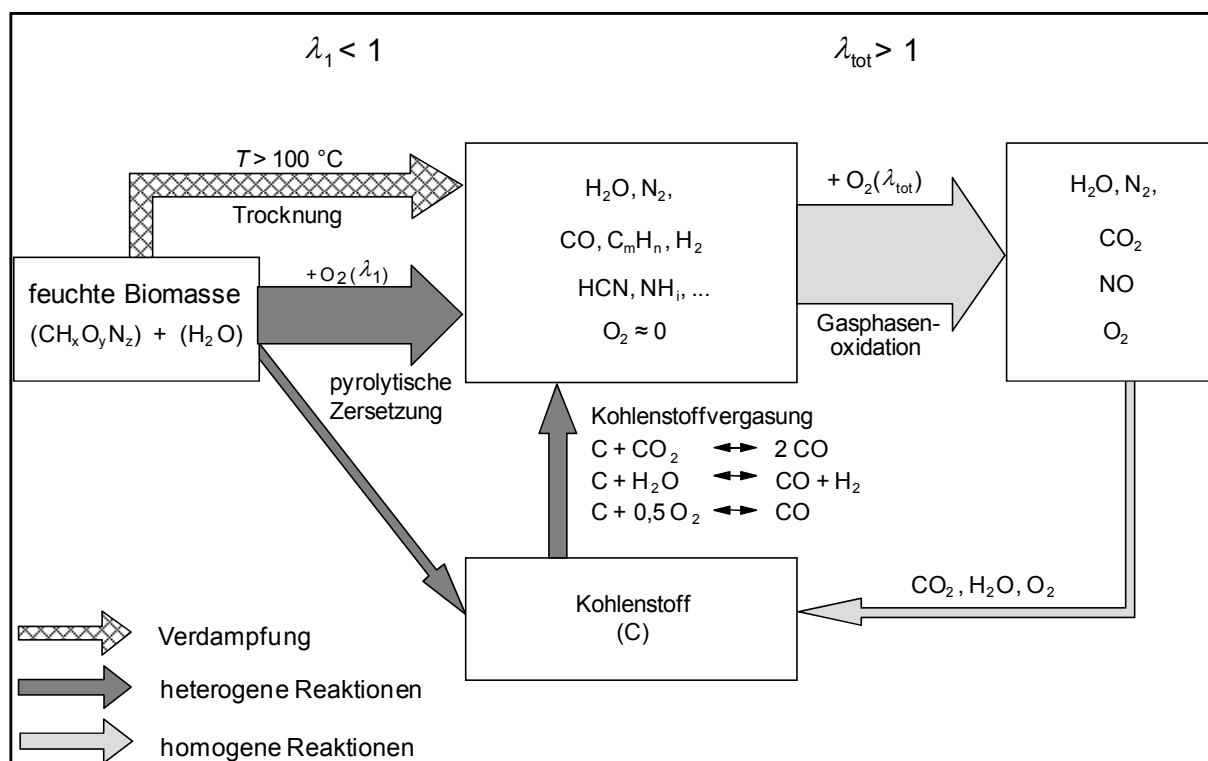 λ₁ < 1
λtot > 1
T > 100 °C
Trocknung
feuchte Biomasse
(CHₓOyNz) + (H₂O)
+ O₂ (λ₁)
pyrolytische
Zersetzung
H₂O, N₂,
CO, CmHn, H₂
HCN, NHᵢ, ...
O₂ ≈ 0
+ O₂(λtot)
Gasphasen-
oxidation
H₂O, N₂,
CO₂
NO
O₂
Kohlenstoffvergasung
C + CO₂ ↔ 2 CO
C + H₂O ↔ CO + H₂
C + 0,5 O₂ ↔ CO
Kohlenstoff
(C)
CO₂, H₂O, O₂
Verdampfung
heterogene Reaktionen
homogene Reaktionen